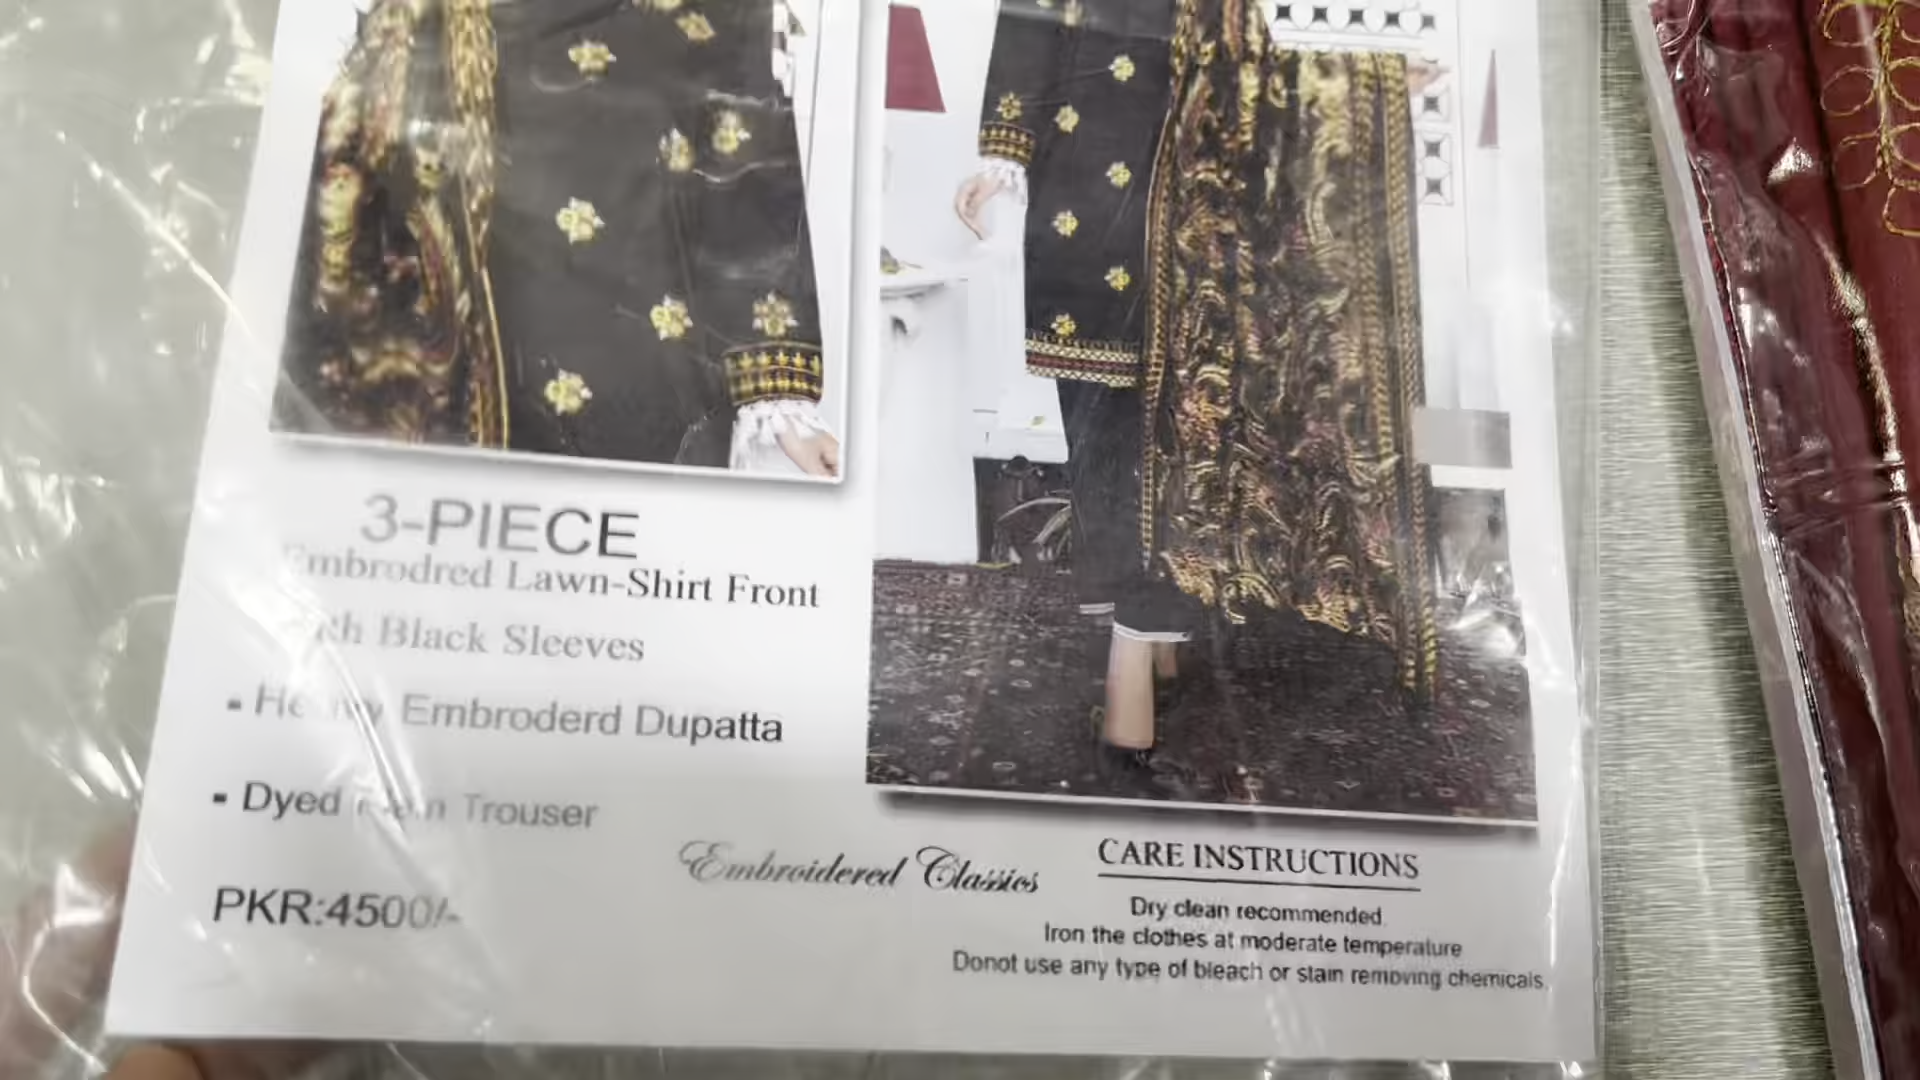 3-PIECE
Embrodred Lawn-Shirt Front
Black Sleeves
▪ Heavy Embroderd Dupatta
▪ Dyed Trouser
PKR:4500/-
Embroidered Classics
CARE INSTRUCTIONS
Dry clean recommended.
Iron the clothes at moderate temperature
Donot use any type of bleach or stain removing chemicals.